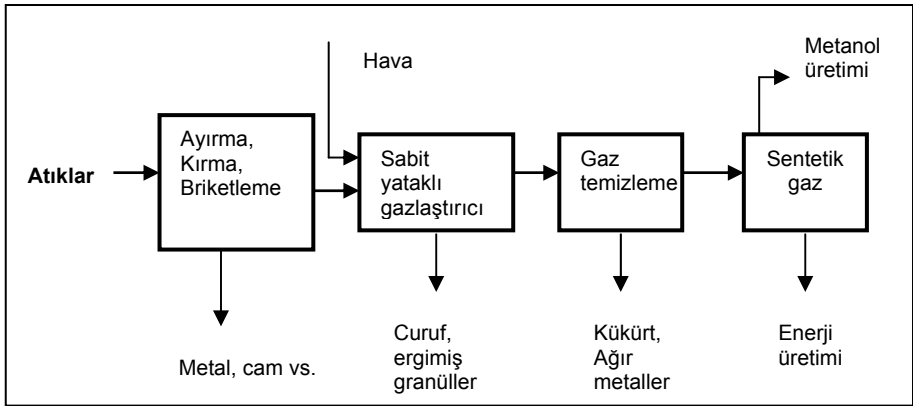 Metanol
üretimi
Hava
Atıklar
Ayırma,
Kırma,
Briketleme
Sabit
yataklı
gazlaştırıcı
Gaz
temizleme
Sentetik
gaz
Metal, cam vs.
Curuf,
ergimiş
granüller
Kükürt,
Ağır
metaller
Enerji
üretimi